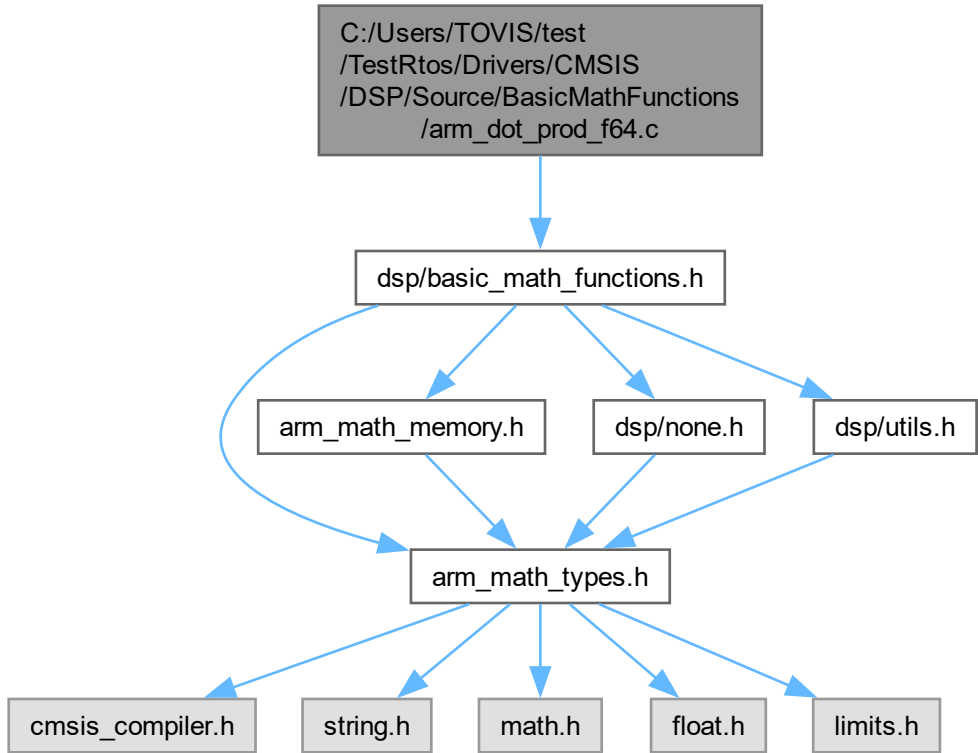 C:/Users/TOVIS/test
/TestRtos/Drivers/CMSIS
/DSP/Source/BasicMathFunctions
/arm_dot_prod_f64.c
dsp/basic_math_functions.h
arm_math_memory.h
dsp/none.h
dsp/utils.h
arm_math_types.h
cmsis_compiler.h
string.h
math.h
float.h
limits.h